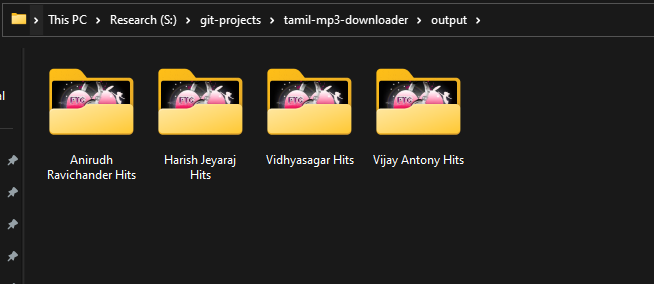 This PC > Research (S:) > git-projects > tamil-mp3-downloader > output >
Anirudh
Ravichander Hits
Harish Jeyaraj
Hits
Vidhyasagar Hits
Vijay Antony Hits